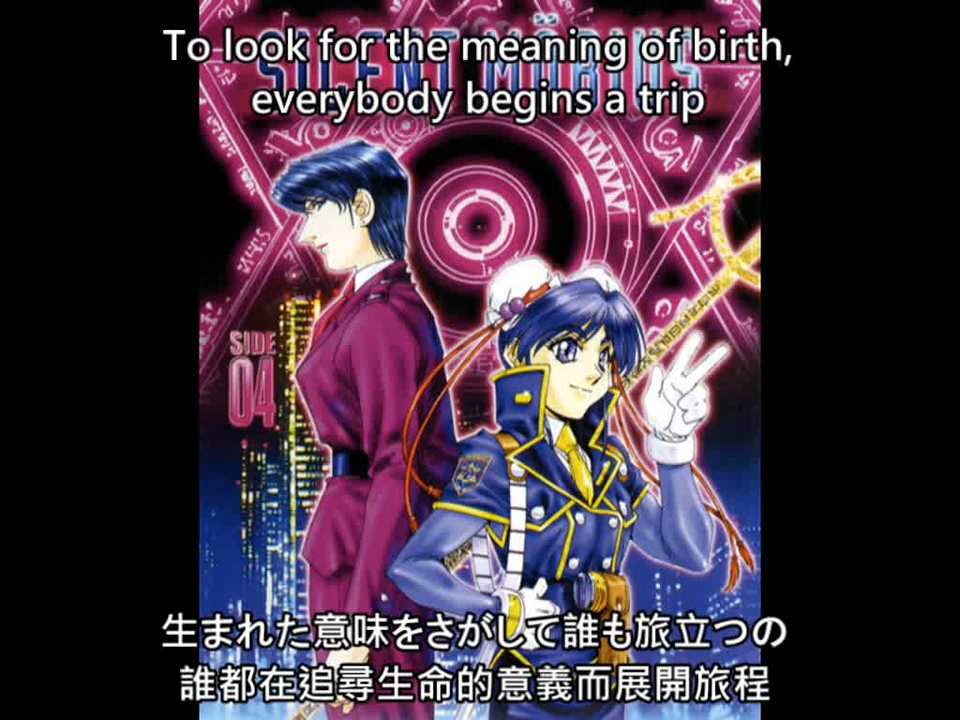 To look for the meaning of birth,
SILENT MÖBIUS
everybody begins a trip
SIDE
04
生まれた意味をさがして誰も旅立つの
誰都在追尋生命的意義而展開旅程